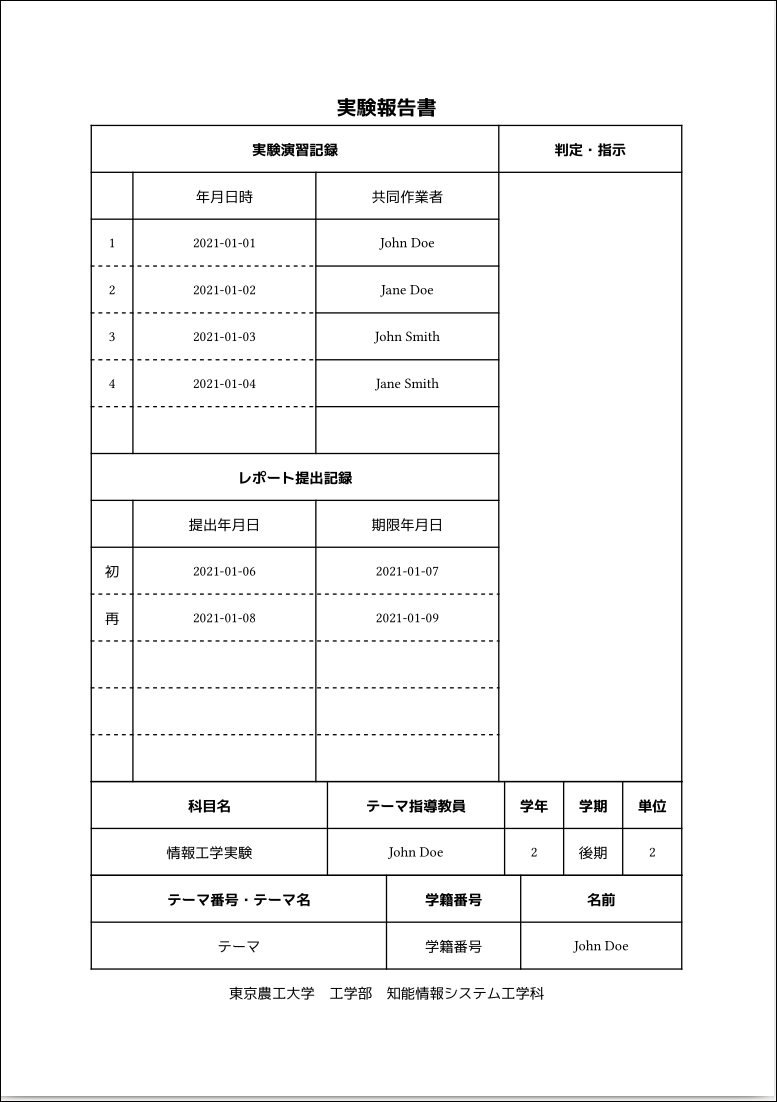 実験報告書
実験演習記録 判定・指示
年月日時 共同作業者
1 2021-01-01 John Doe
2 2021-01-02 Jane Doe
3 2021-01-03 John Smith
4 2021-01-04 Jane Smith
レポート提出記録
提出年月日 期限年月日
初 2021-01-06 2021-01-07
再 2021-01-08 2021-01-09
科目名 テーマ指導教員 学年 学期 単位
情報工学実験 John Doe 2 後期 2
テーマ番号・テーマ名 学籍番号 名前
テーマ 学籍番号 John Doe
東京農工大学　工学部　知能情報システム工学科